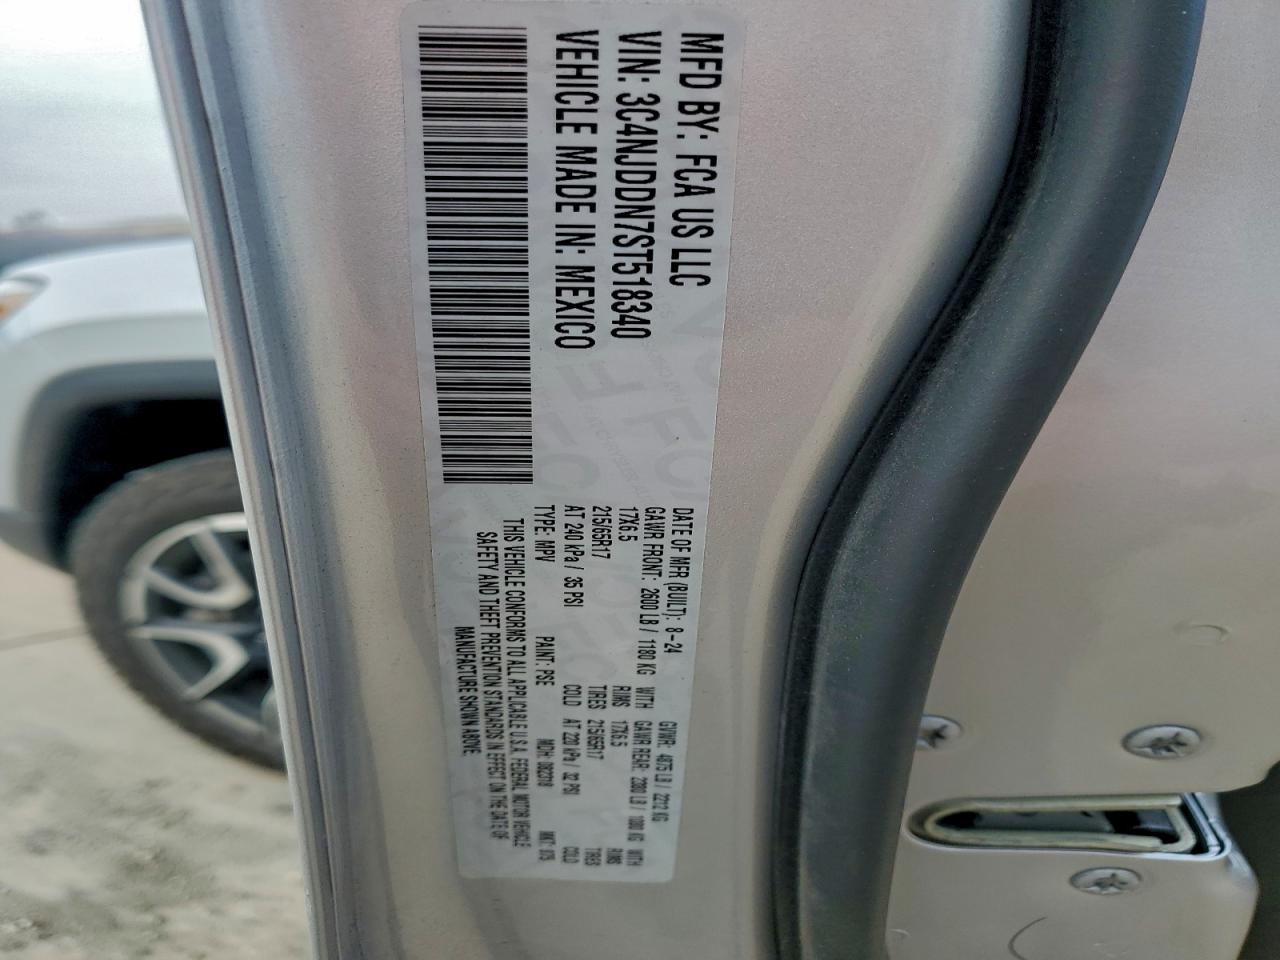 MFD BY: FCA US LLC
VIN: 3C4NJDDN7ST518340
VEHICLE MADE IN: MEXICO
DATE OF MFR (BUILT): 8-24 GVWR: 4875 LB / 2212 KG
GAWR FRONT: 2600 LB / 1180 KG WITH GAWR REAR: 2380 LB / 1080 KG WITH
17X6.5 RIMS 17X6.5 RIMS
215/65R17 TIRES 215/65R17 TIRES
AT 240 kPa / 35 PSI COLD AT 220 kPa / 32 PSI COLD
TYPE: MPV PAINT: PSE MDH: 082318 MKT: 075
THIS VEHICLE CONFORMS TO ALL APPLICABLE U.S.A. FEDERAL MOTOR VEHICLE
SAFETY AND THEFT PREVENTION STANDARDS IN EFFECT ON THE DATE OF
MANUFACTURE SHOWN ABOVE.